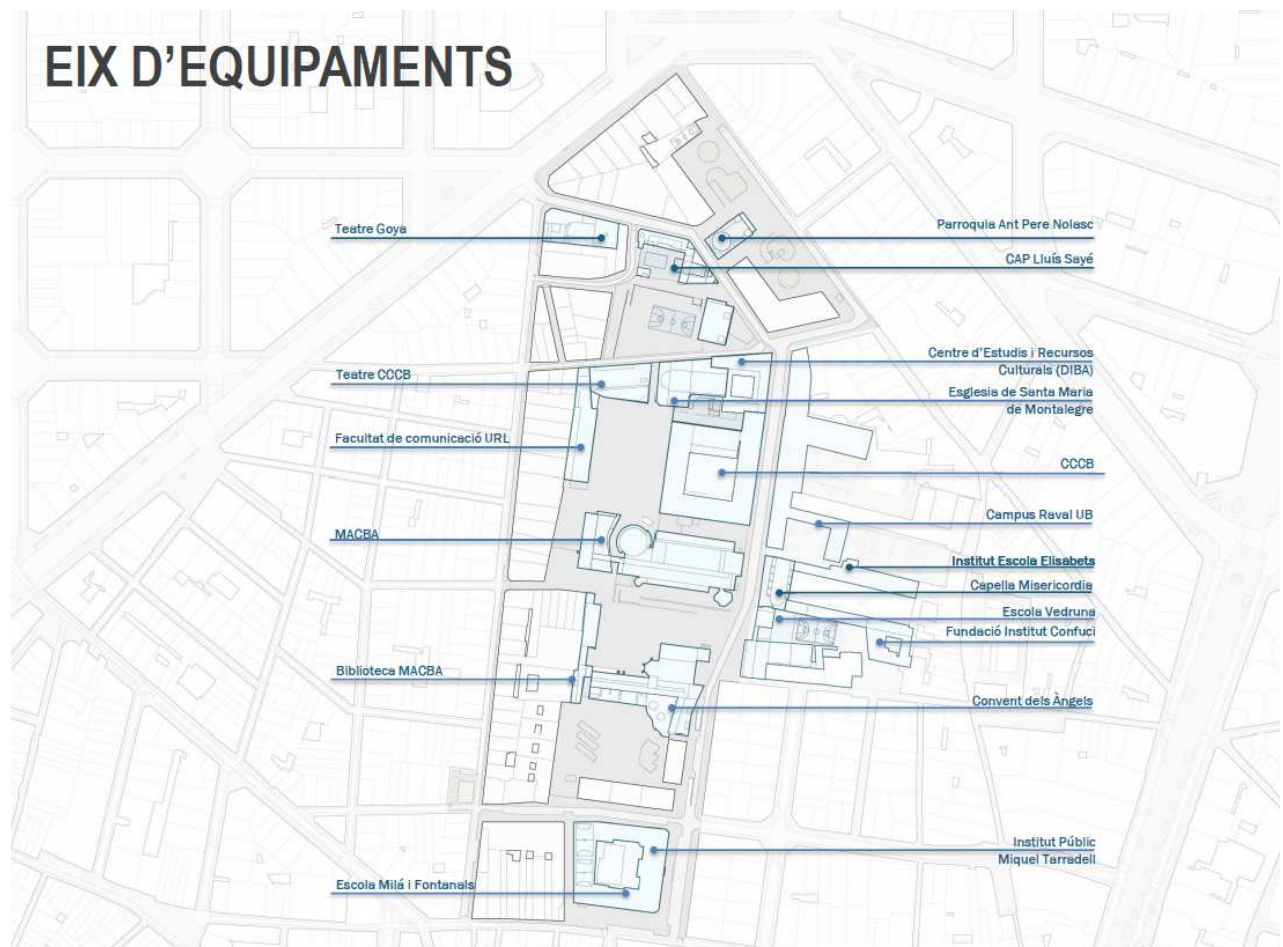 EIX D'EQUIPAMENTS
Teatre Goya
Parroquia Ant Pere Nolasc
CAP Lluís Sayé
Centre d'Estudis i Recursos
Culturals (DIBA)
Teatre CCCB
Esglesia de Santa Maria
de Montalegre
Facultat de comunicació URL
CCCB
Campus Raval UB
MACBA
Institut Escola Elisabets
Capella Misericordia
Escola Vedruna
Fundació Institut Confuci
Biblioteca MACBA
Convent dels Àngels
Institut Públic
Miquel Tarradell
Escola Milá i Fontanals